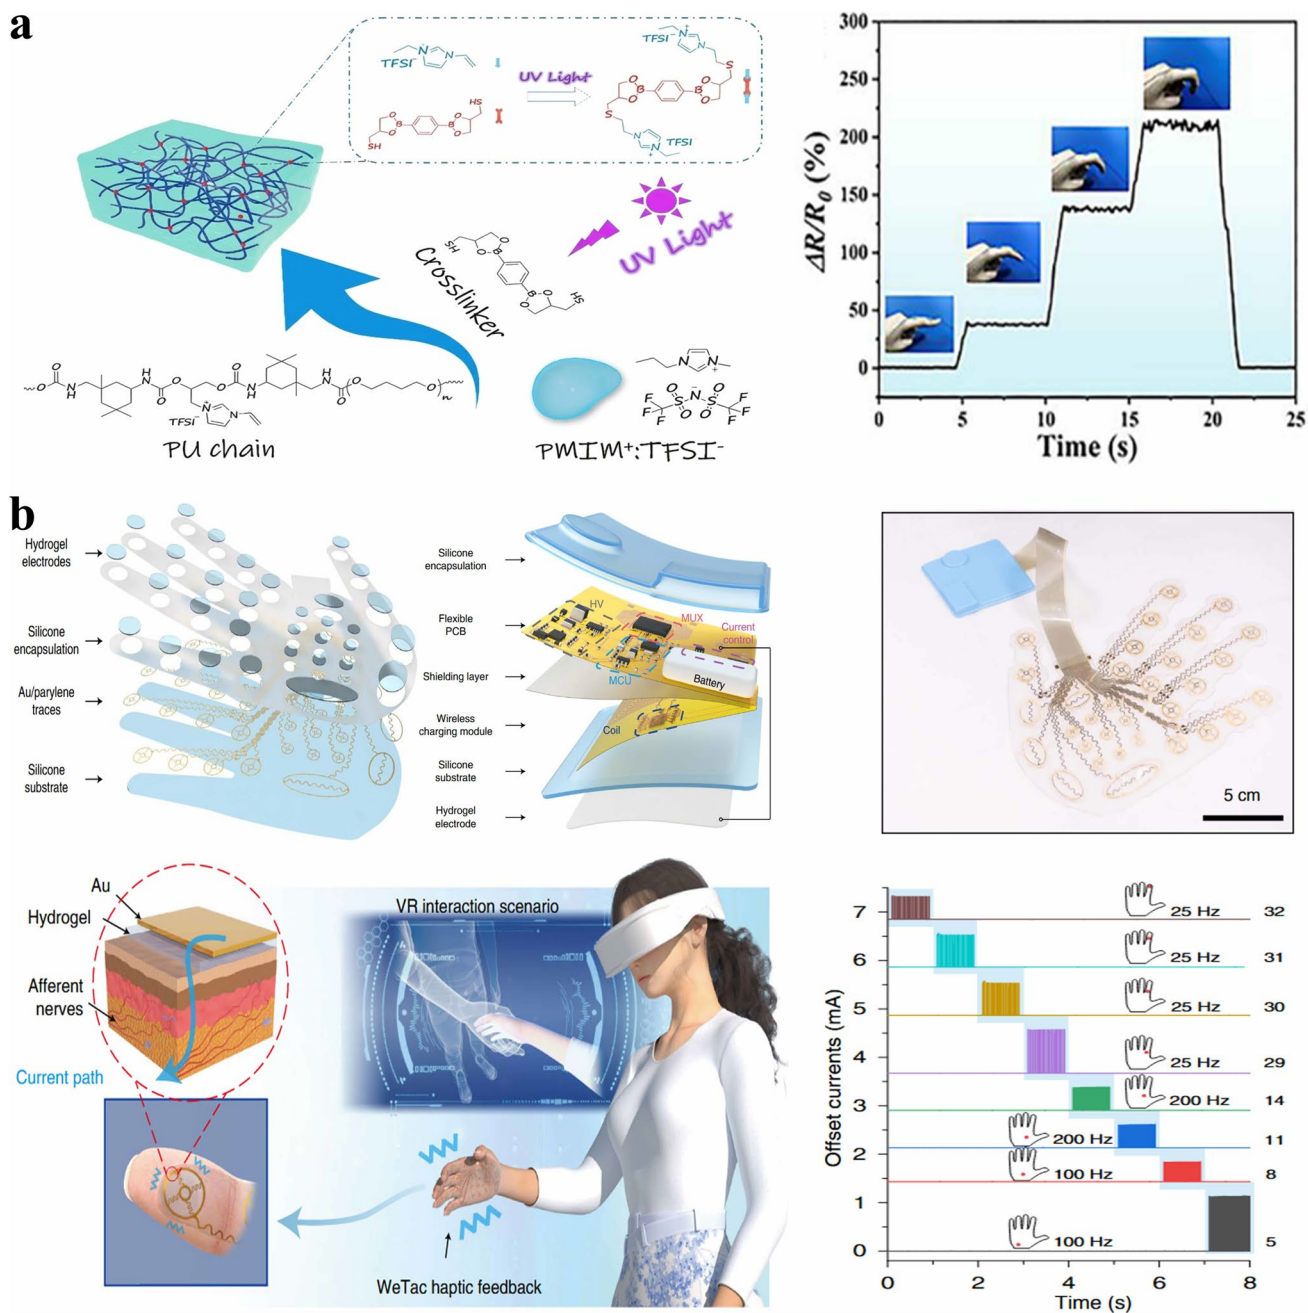 a
TFSI⁻
UV Light
HS
SH
TFSI⁻
S
O
B
S
TFSI
UV Light
SH
Crosslinker
HS
PU chain
TFSI⁻
n
PMIM⁺:TFSI⁻
300
250
200
150
100
50
0
ΔR/R₀ (%)
0 5 10 15 20 25
Time (s)
b
Hydrogel
electrodes
Silicone
encapsulation
Au/parylene
traces
Silicone
substrate
Silicone
encapsulation
Flexible
PCB
Shielding layer
Wireless
charging module
Silicone
substrate
Hydrogel
electrode
HV
MUX
Current
control
MCU
Battery
Coil
5 cm
Au
Hydrogel
Afferent
nerves
Current path
VR interaction scenario
WeTac haptic feedback
Offset currents (mA)
7 25 Hz 32
6 25 Hz 31
5 25 Hz 30
4 25 Hz 29
3 200 Hz 14
2 200 Hz 11
1 100 Hz 8
0 100 Hz 5
0 2 4 6 8
Time (s)